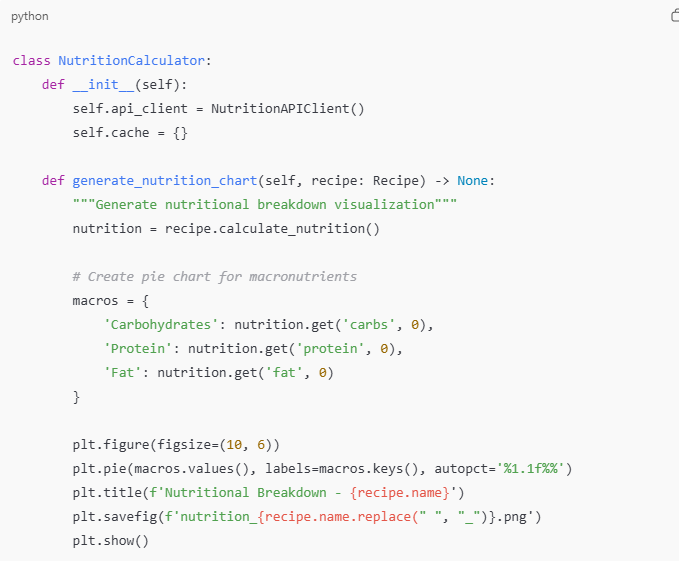 python
class NutritionCalculator:
    def __init__(self):
        self.api_client = NutritionAPIClient()
        self.cache = {}

    def generate_nutrition_chart(self, recipe: Recipe) -> None:
        """Generate nutritional breakdown visualization"""
        nutrition = recipe.calculate_nutrition()

        # Create pie chart for macronutrients
        macros = {
            'Carbohydrates': nutrition.get('carbs', 0),
            'Protein': nutrition.get('protein', 0),
            'Fat': nutrition.get('fat', 0)
        }

        plt.figure(figsize=(10, 6))
        plt.pie(macros.values(), labels=macros.keys(), autopct='%1.1f%%')
        plt.title(f'Nutritional Breakdown - {recipe.name}')
        plt.savefig(f'nutrition_{recipe.name.replace(" ", "_")}.png')
        plt.show()